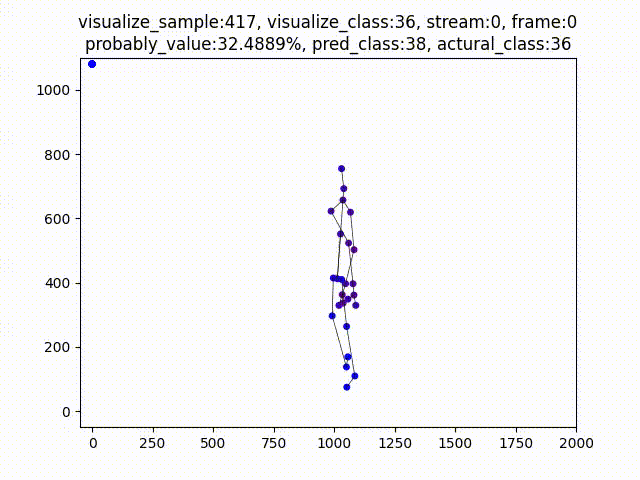 visualize_sample:417, visualize_class:36, stream:0, frame:0
probably_value:32.4889%, pred_class:38, actural_class:36
1000
800
600
400
200
0
0 250 500 750 1000 1250 1500 1750 2000